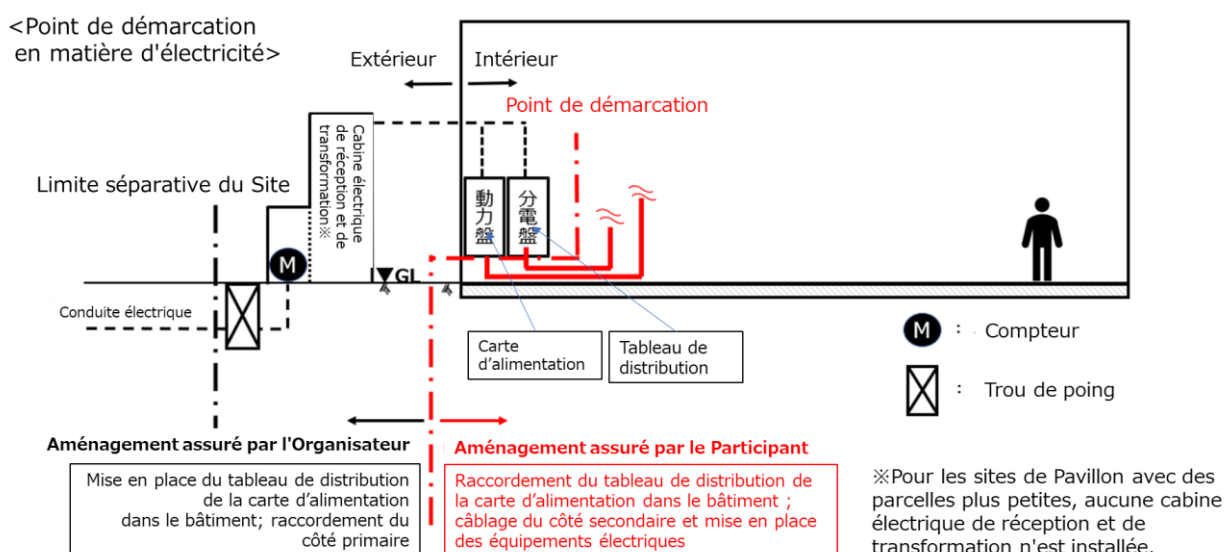 <Point de démarcation
en matière d'électricité>
Extérieur
Intérieur
Point de démarcation
Cabine électrique
de réception et de
transformation※
Limite séparative du Site
動力盤
分電盤
M
GL
Conduite électrique
Carte
d'alimentation
Tableau de
distribution
M : Compteur
: Trou de poing
Aménagement assuré par l'Organisateur
Mise en place du tableau de distribution
de la carte d'alimentation
dans le bâtiment; raccordement du
côté primaire
Aménagement assuré par le Participant
Raccordement du tableau de distribution de
la carte d'alimentation dans le bâtiment ;
câblage du côté secondaire et mise en place
des équipements électriques
※Pour les sites de Pavillon avec des
parcelles plus petites, aucune cabine
électrique de réception et de
transformation n'est installée.